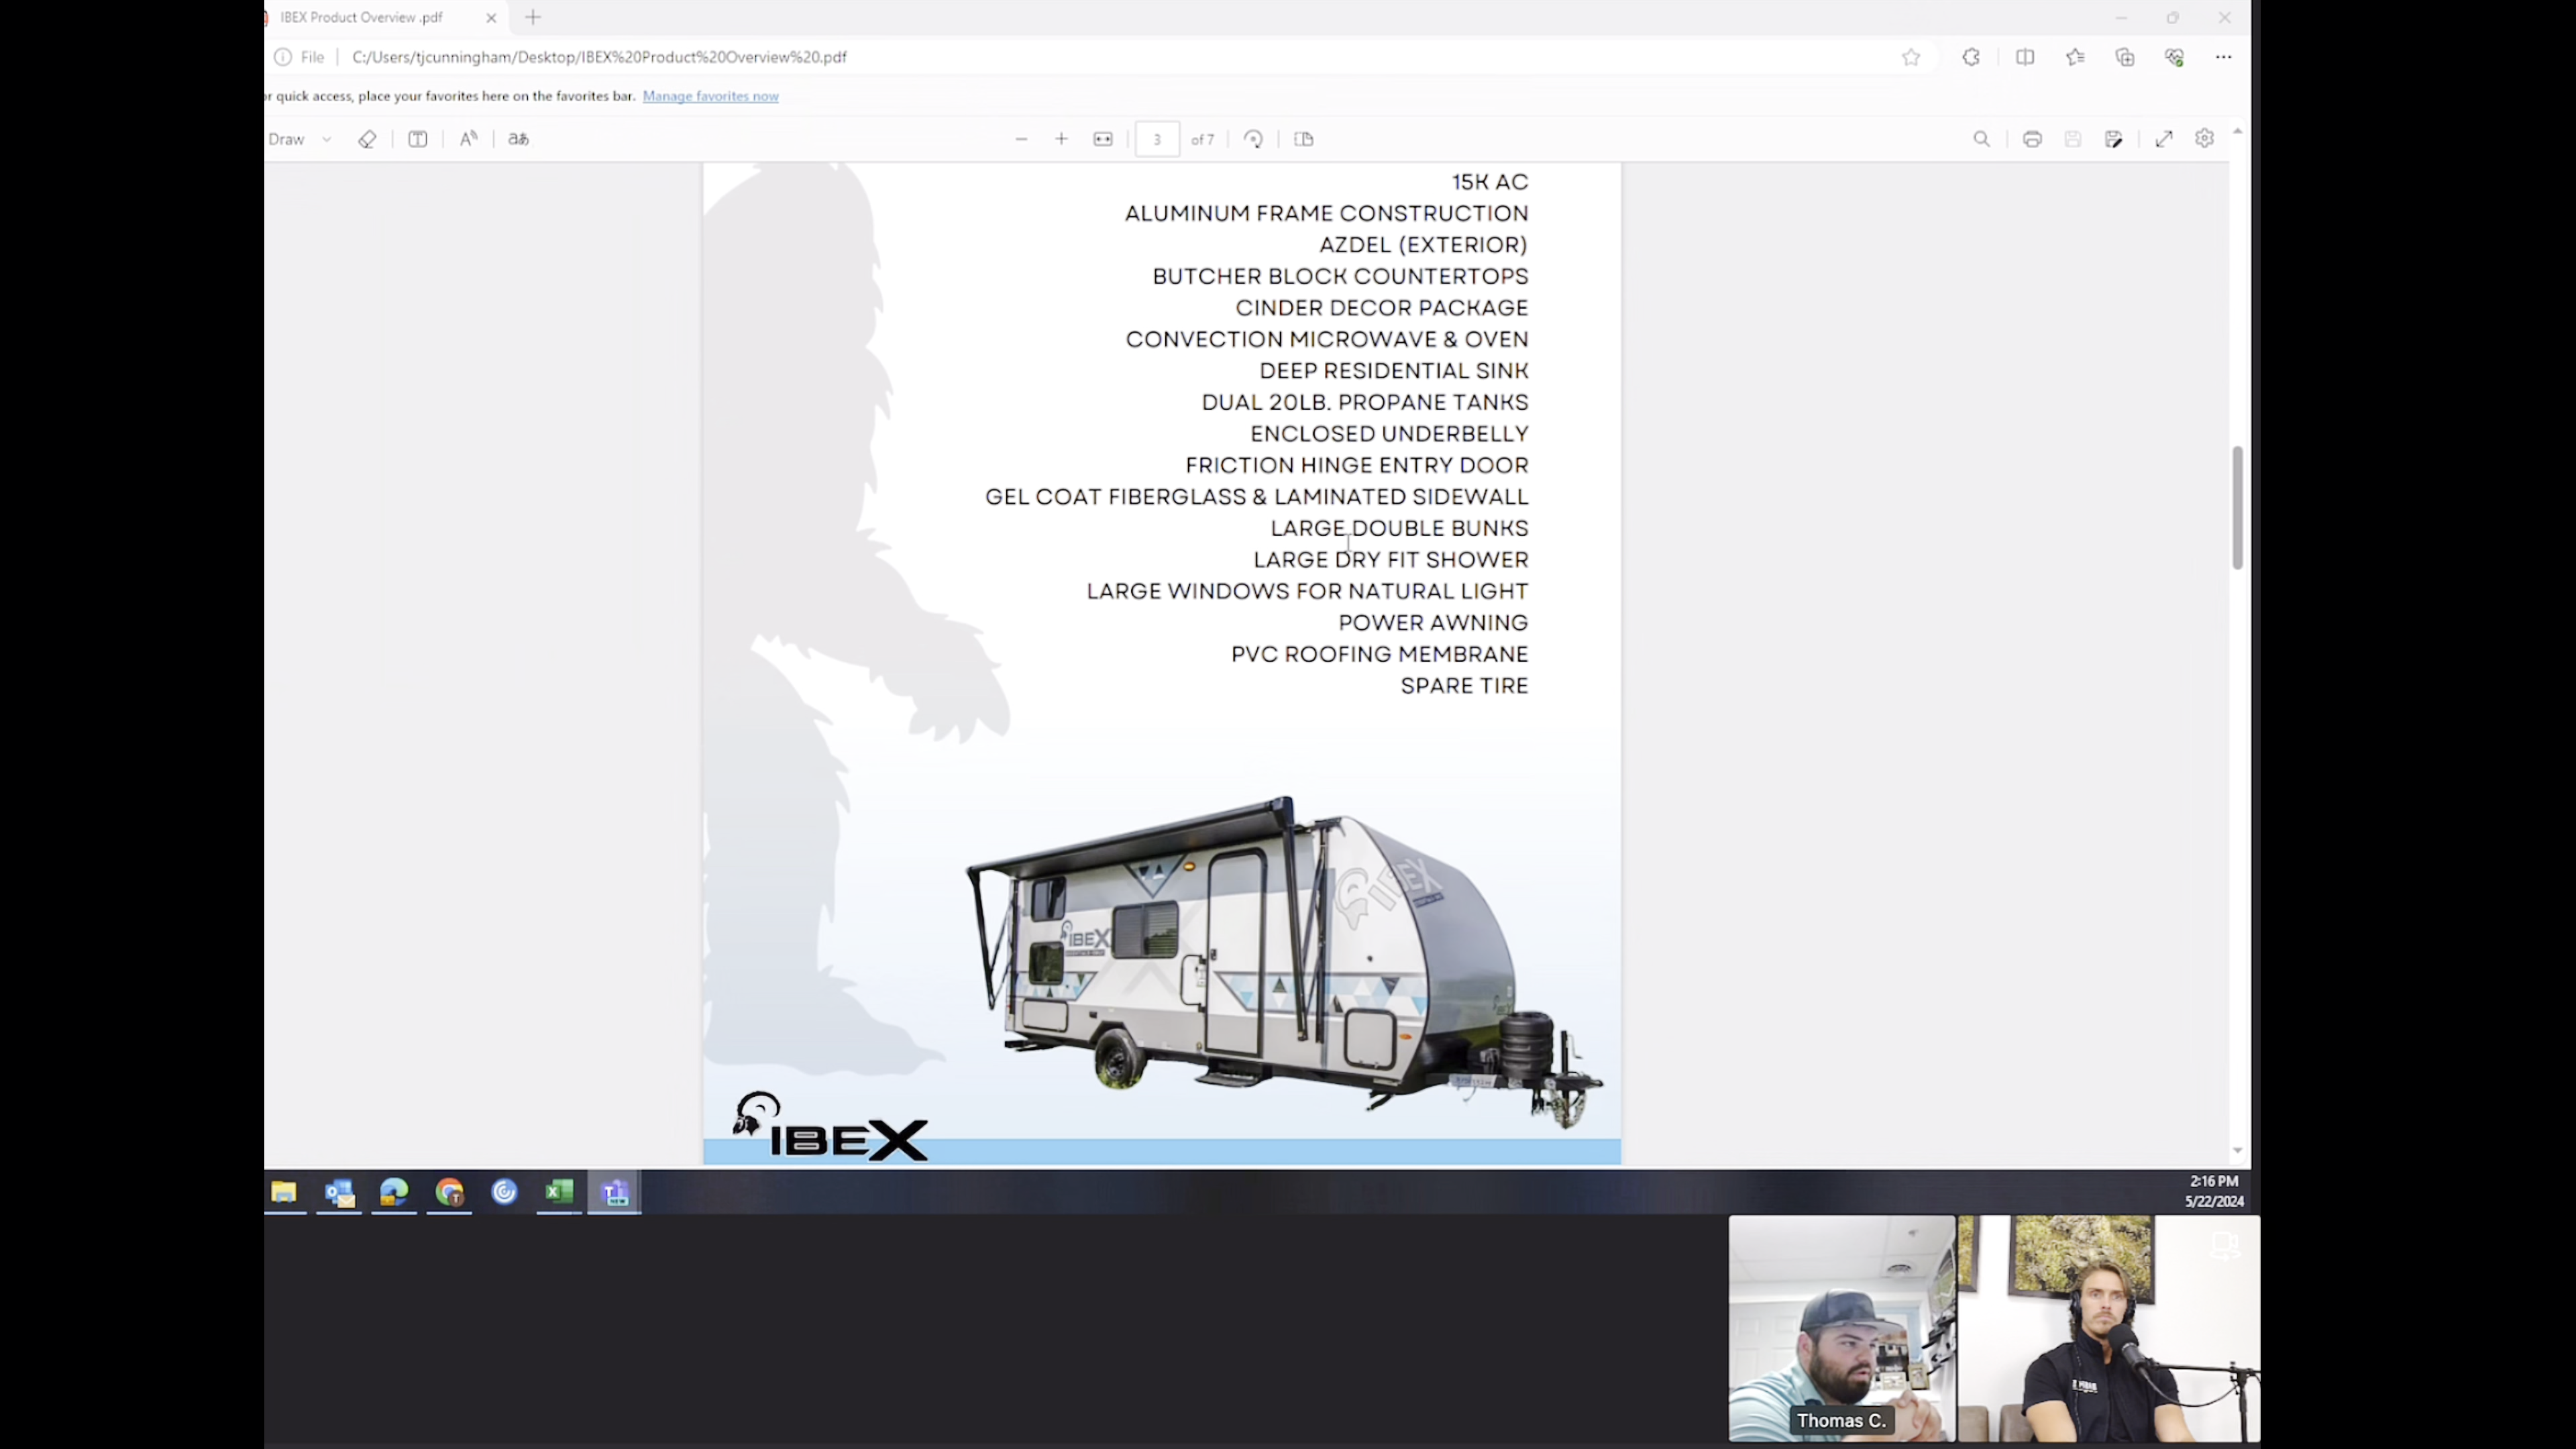 IBEX Product Overview .pdf
File
C:/Users/tjcunningham/Desktop/IBEX%20Product%20Overview%20.pdf
or quick access, place your favorites here on the favorites bar. Manage favorites now
Draw
3 of 7
15K AC
ALUMINUM FRAME CONSTRUCTION
AZDEL (EXTERIOR)
BUTCHER BLOCK COUNTERTOPS
CINDER DECOR PACKAGE
CONVECTION MICROWAVE & OVEN
DEEP RESIDENTIAL SINK
DUAL 20LB. PROPANE TANKS
ENCLOSED UNDERBELLY
FRICTION HINGE ENTRY DOOR
GEL COAT FIBERGLASS & LAMINATED SIDEWALL
LARGE DOUBLE BUNKS
LARGE DRY FIT SHOWER
LARGE WINDOWS FOR NATURAL LIGHT
POWER AWNING
PVC ROOFING MEMBRANE
SPARE TIRE
IBEX
IBEX
IBEX
2:16 PM
5/22/2024
Thomas C.